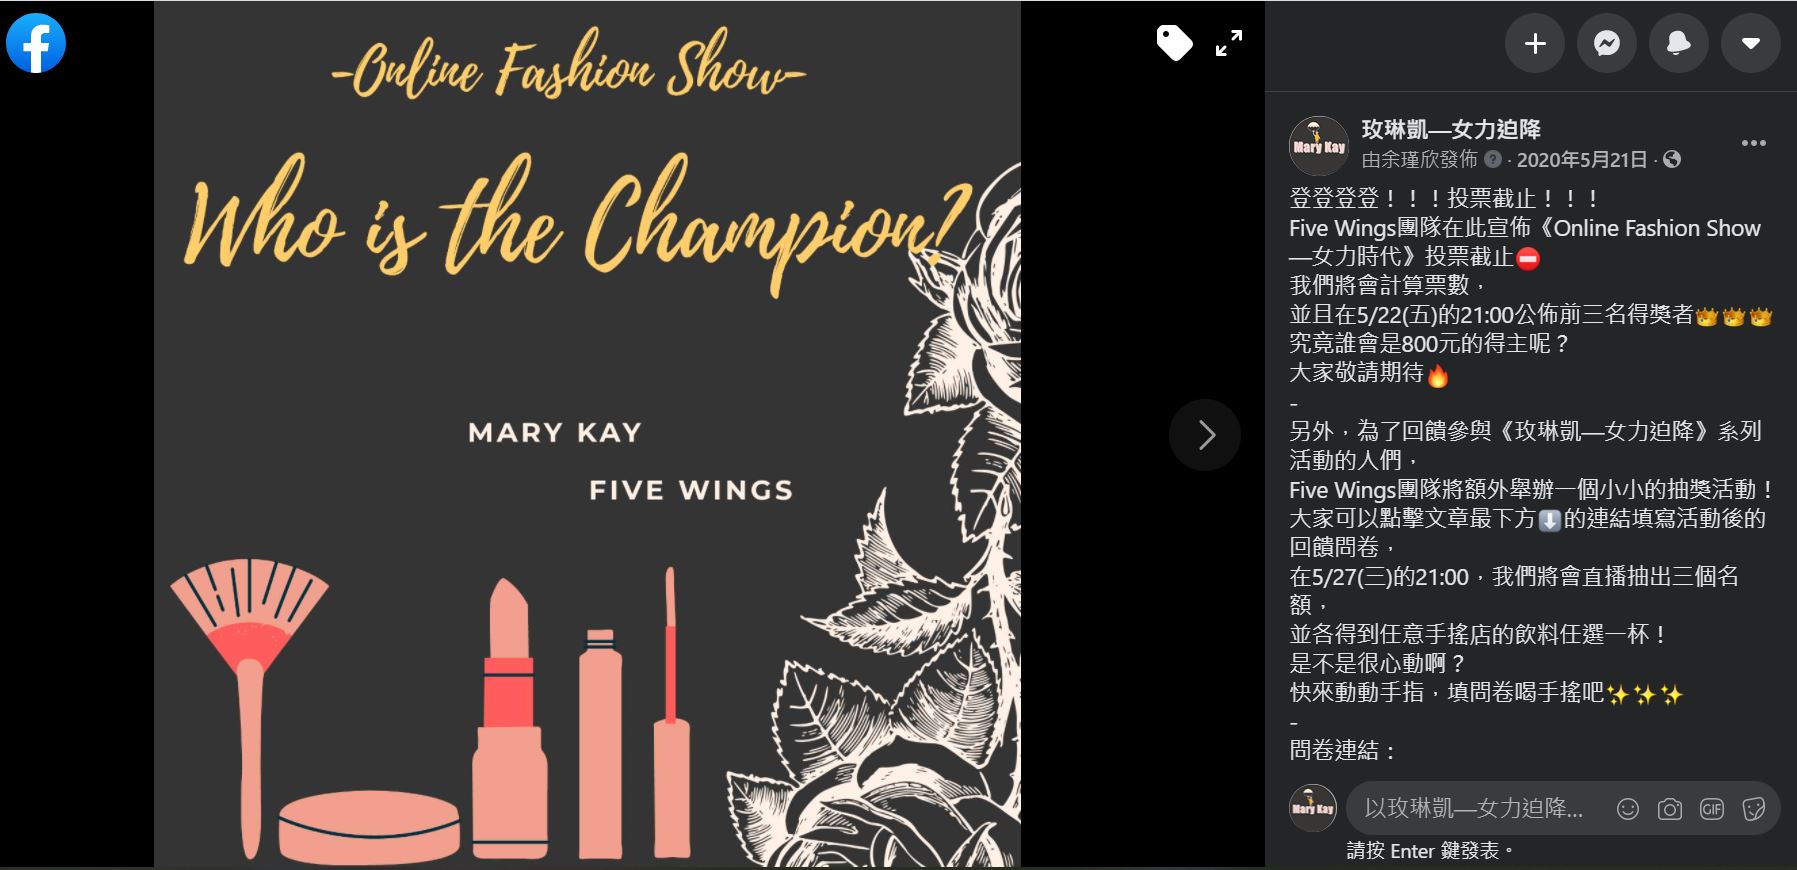 -Online Fashion Show-
Who is the Champion?
MARY KAY
FIVE WINGS
玫琳凱—女力迫降
由余瑾欣發佈 · 2020年5月21日 ·
登登登登！！！投票截止！！！
Five Wings團隊在此宣佈《Online Fashion Show
—女力時代》投票截止⛔
我們將會計算票數，
並且在5/22(五)的21:00公佈前三名得獎者👑👑👑
究竟誰會是800元的得主呢？
大家敬請期待🔥
-
另外，為了回饋參與《玫琳凱—女力迫降》系列
活動的人們，
Five Wings團隊將額外舉辦一個小小的抽獎活動！
大家可以點擊文章最下方⬇️的連結填寫活動後的
回饋問卷，
在5/27(三)的21:00，我們將會直播抽出三個名
額，
並各得到任意手搖店的飲料任選一杯！
是不是很心動啊？
快來動動手指，填問卷喝手搖吧✨✨✨
-
問卷連結：
以玫琳凱—女力迫降...
GIF
請按 Enter 鍵發表。
Mary Kay
Mary Kay